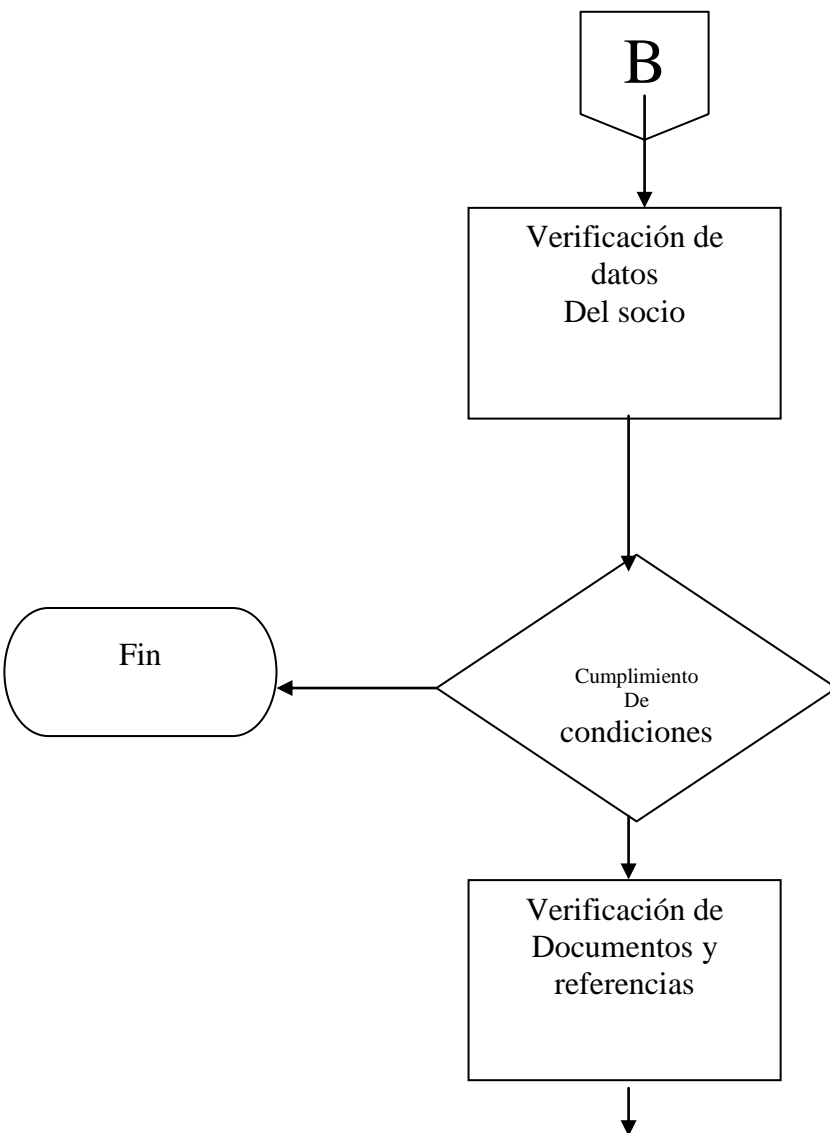 B
Verificación de
datos
Del socio
Fin
Cumplimiento
De
condiciones
Verificación de
Documentos y
referencias